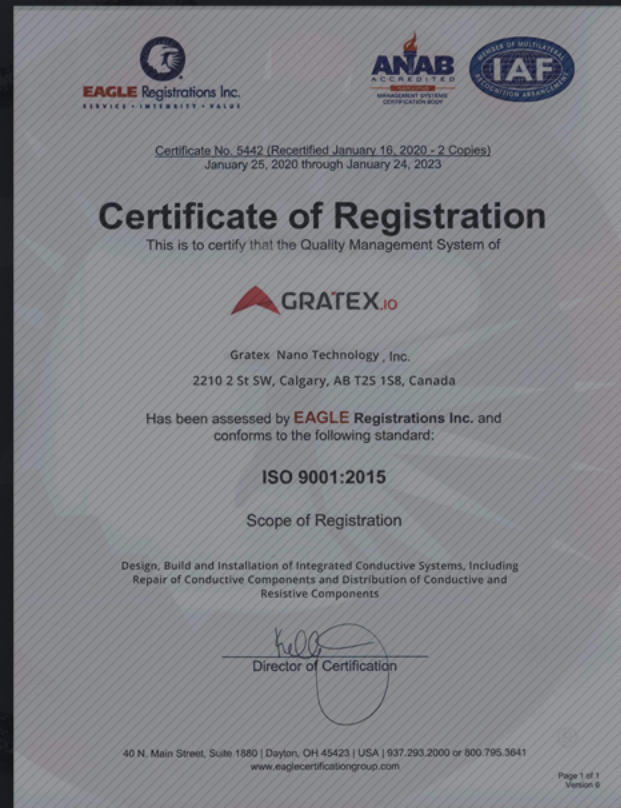 EAGLE Registrations Inc.
SERVICE • INTEGRITY • VALUE
ANAB
ACCREDITED
MANAGEMENT SYSTEMS
CERTIFICATION BODY
MEMBER OF MULTILATERAL
IAF
RECOGNITION ARRANGEMENT
Certificate No. 5442 (Recertified January 16, 2020 - 2 Copies)
January 25, 2020 through January 24, 2023
Certificate of Registration
This is to certify that the Quality Management System of
GRATEX.IO
Gratex Nano Technology , Inc.
2210 2 St SW, Calgary, AB T2S 1S8, Canada
Has been assessed by EAGLE Registrations Inc. and
conforms to the following standard:
ISO 9001:2015
Scope of Registration
Design, Build and Installation of Integrated Conductive Systems, Including
Repair of Conductive Components and Distribution of Conductive and
Resistive Components
Director of Certification
40 N. Main Street, Suite 1880 | Dayton, OH 45423 | USA | 937.293.2000 or 800.795.3641
www.eaglecertificationgroup.com
Page 1 of 1
Version 6